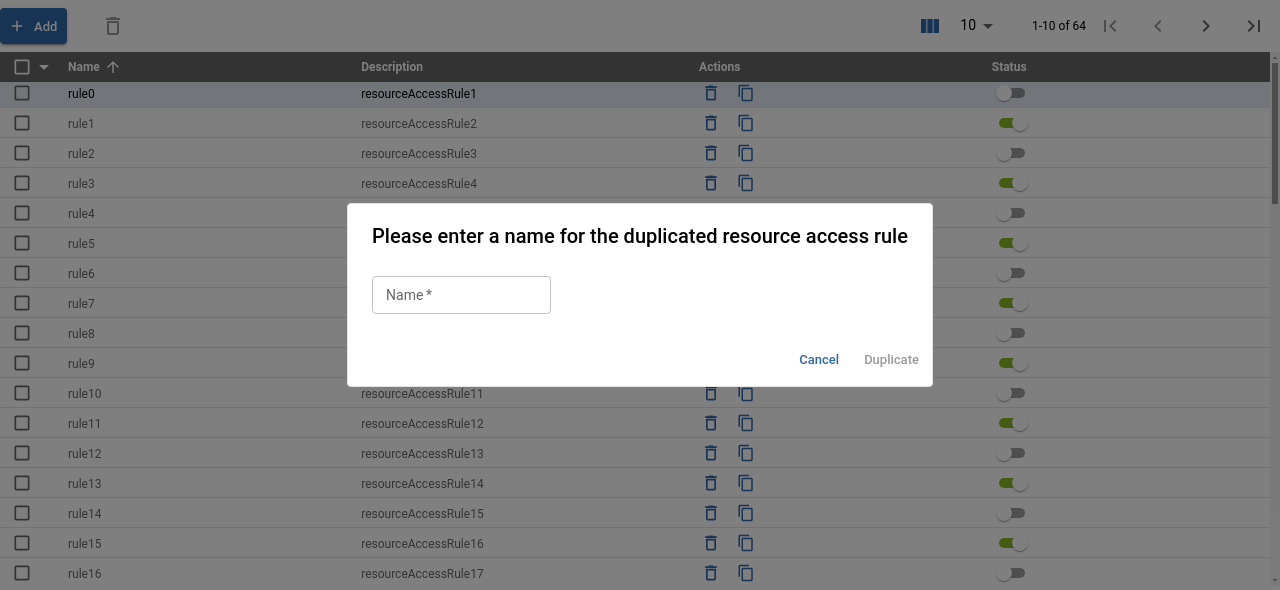 Add 10 1-10 of 64
Name Description Actions Status
rule0 resourceAccessRule1
rule1 resourceAccessRule2
rule2 resourceAccessRule3
rule3 resourceAccessRule4
rule4
Please enter a name for the duplicated resource access rule
rule5
rule6
Name *
rule7
rule8
rule9
Cancel Duplicate
rule10 resourceAccessRule11
rule11 resourceAccessRule12
rule12 resourceAccessRule13
rule13 resourceAccessRule14
rule14 resourceAccessRule15
rule15 resourceAccessRule16
rule16 resourceAccessRule17